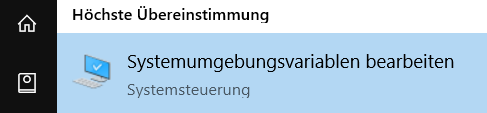 Höchste Übereinstimmung
Systemumgebungsvariablen bearbeiten
Systemsteuerung